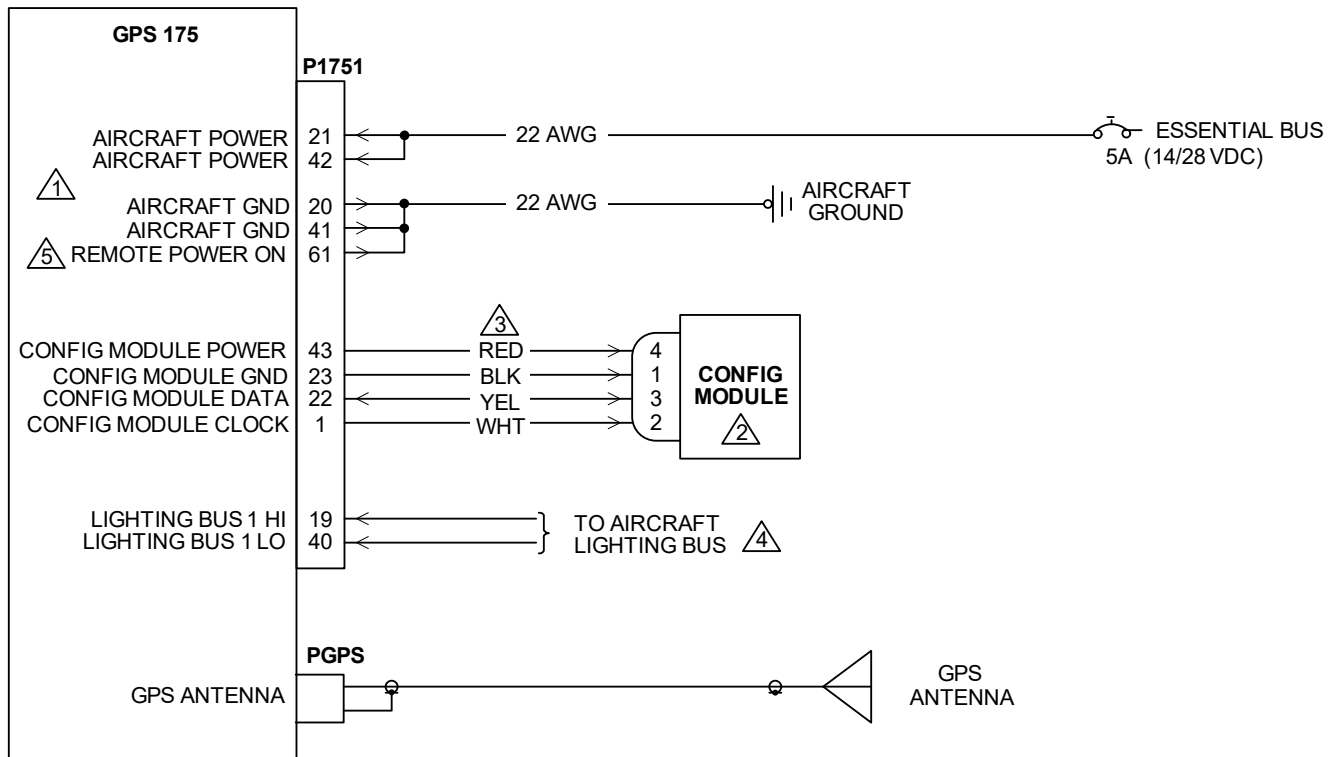 GPS 175
P1751
AIRCRAFT POWER 21
22 AWG
ESSENTIAL BUS
AIRCRAFT POWER 42
5A (14/28 VDC)
1
AIRCRAFT GND 20
22 AWG
AIRCRAFT
GROUND
AIRCRAFT GND 41
5 REMOTE POWER ON 61
3
CONFIG MODULE POWER 43 RED 4
CONFIG MODULE GND 23 BLK 1
CONFIG MODULE DATA 22 YEL 3
CONFIG MODULE CLOCK 1 WHT 2
CONFIG
MODULE
2
LIGHTING BUS 1 HI 19
LIGHTING BUS 1 LO 40
TO AIRCRAFT
LIGHTING BUS 4
PGPS
GPS ANTENNA
GPS
ANTENNA